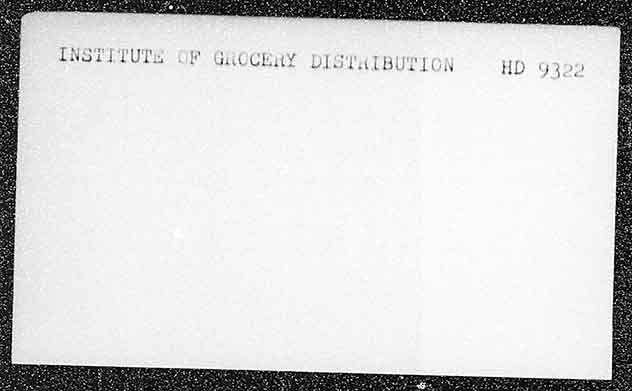 INSTITUTE OF GROCERY DISTRIBUTION HD 9322